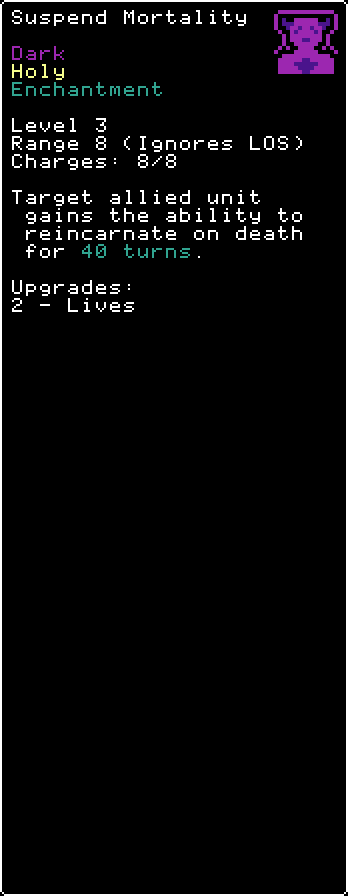 Suspend Mortality
Dark
Holy
Enchantment
Level 3
Range 8 (Ignores LOS)
Charges: 8/8
Target allied unit
gains the ability to
reincarnate on death
for 40 turns.
Upgrades:
2 - Lives